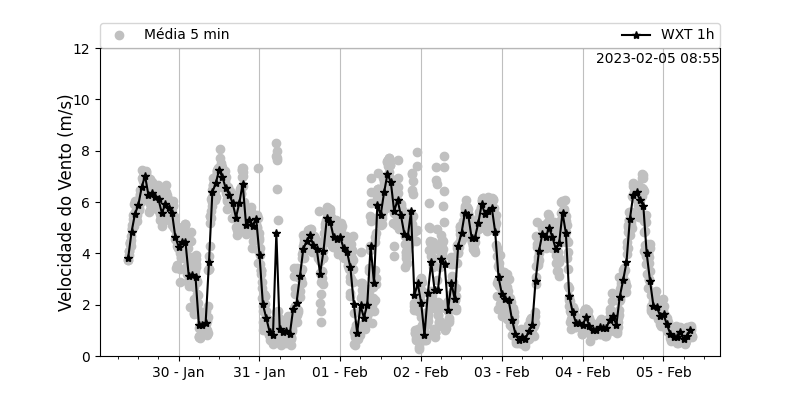 Média 5 min
WXT 1h
2023-02-05 08:55
Velocidade do Vento (m/s)
12
10
8
6
4
2
0
30 - Jan
31 - Jan
01 - Feb
02 - Feb
03 - Feb
04 - Feb
05 - Feb